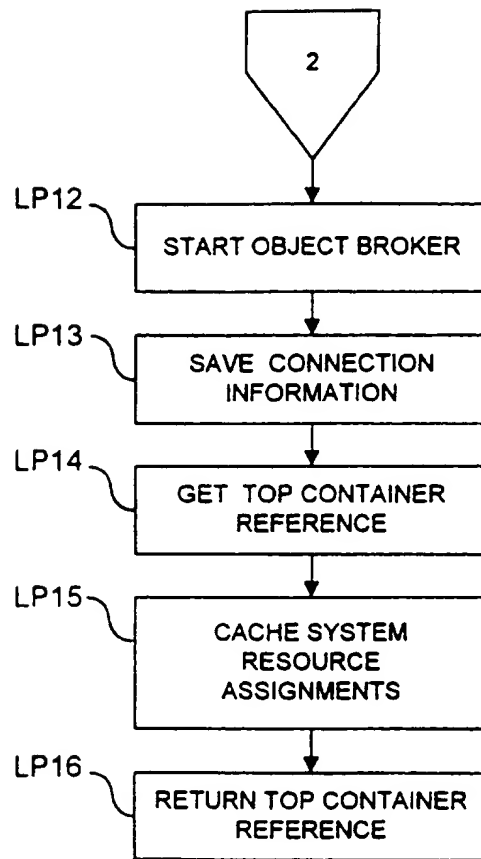 2
LP12
START OBJECT BROKER
LP13
SAVE CONNECTION
INFORMATION
LP14
GET TOP CONTAINER
REFERENCE
LP15
CACHE SYSTEM
RESOURCE
ASSIGNMENTS
LP16
RETURN TOP CONTAINER
REFERENCE